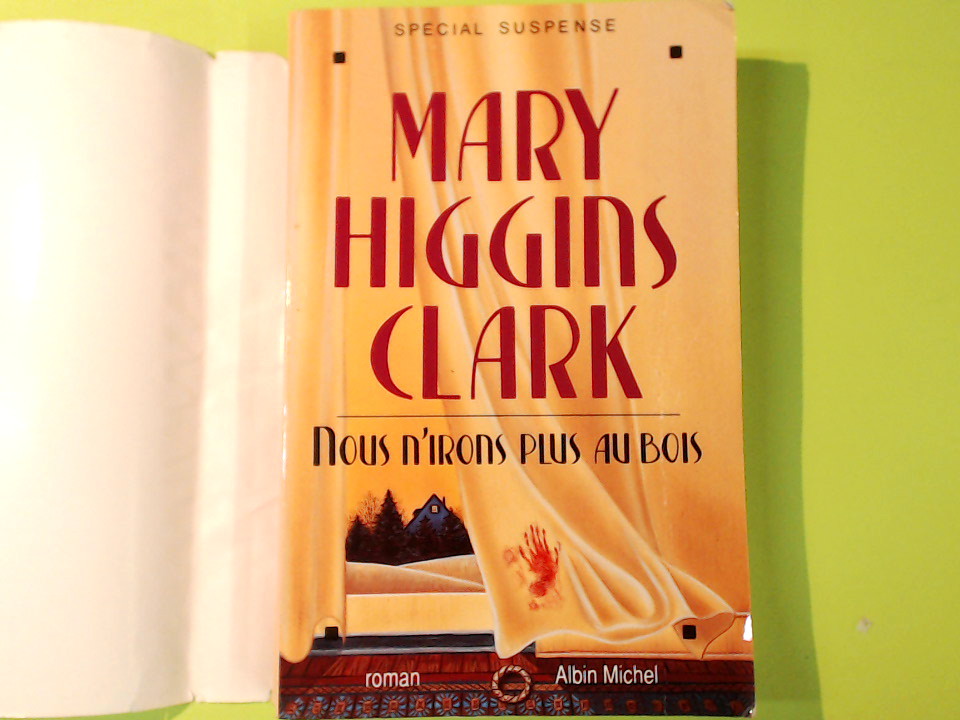 SPECIAL SUSPENSE
MARY
HIGGINS
CLARK
NOUS N'IRONS PLUS AU BOIS
roman
Albin Michel